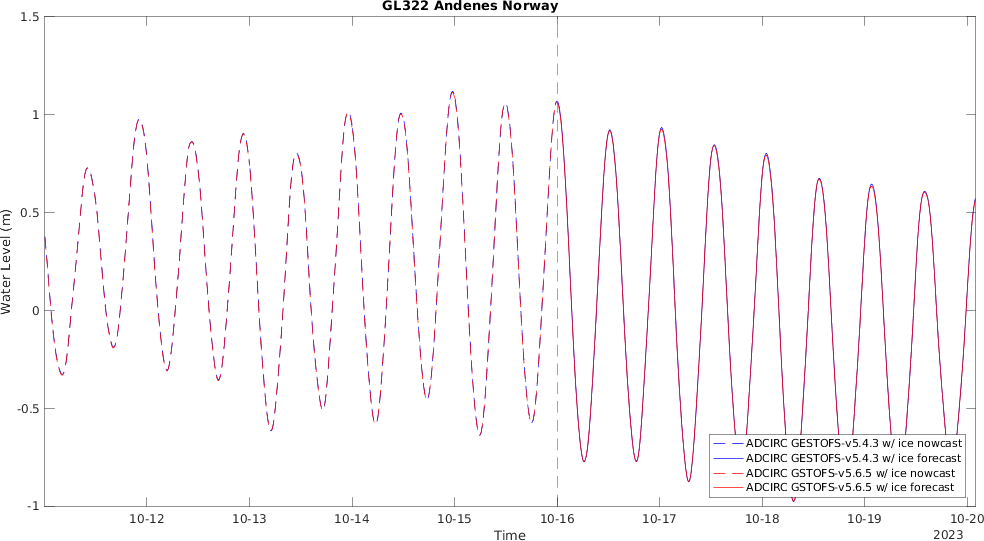 GL322 Andenes Norway
1.5
1
0.5
0
-0.5
-1
Water Level (m)
10-12
10-13
10-14
10-15
10-16
10-17
10-18
10-19
10-20
Time
2023
ADCIRC GESTOFS-v5.4.3 w/ ice nowcast
ADCIRC GESTOFS-v5.4.3 w/ ice forecast
ADCIRC GSTOFS-v5.6.5 w/ ice nowcast
ADCIRC GSTOFS-v5.6.5 w/ ice forecast